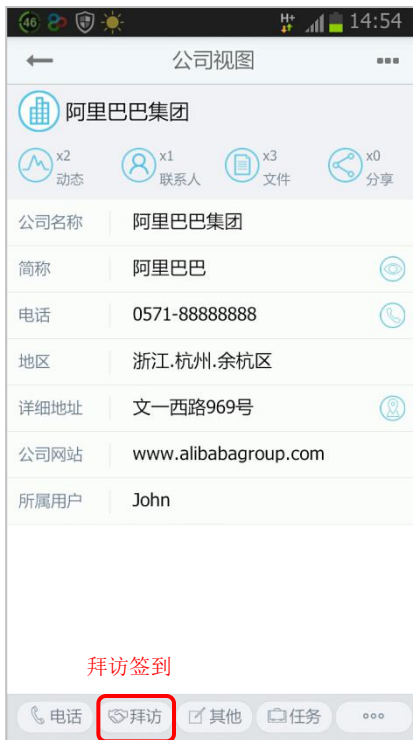 46 H+ 14:54
公司视图
阿里巴巴集团
x2 动态 x1 联系人 x3 文件 x0 分享
公司名称 阿里巴巴集团
简称 阿里巴巴
电话 0571-88888888
地区 浙江.杭州.余杭区
详细地址 文一西路969号
公司网站 www.alibabagroup.com
所属用户 John
拜访签到
电话 拜访 其他 任务